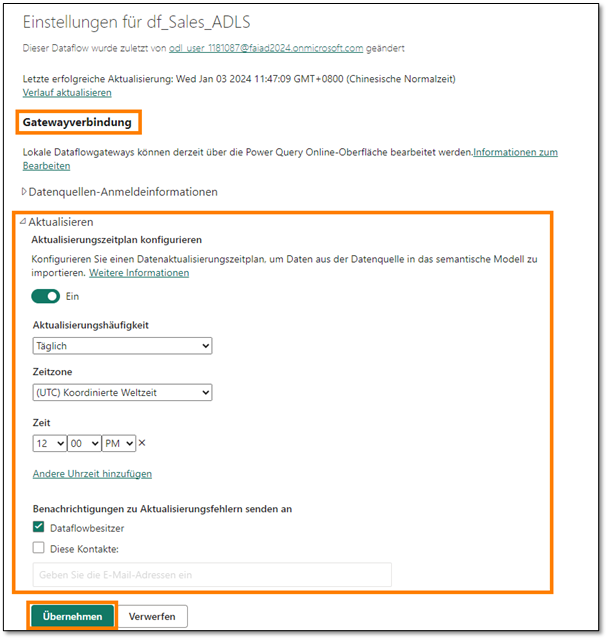 Einstellungen für df_Sales_ADLS
Dieser Dataflow wurde zuletzt von odl_user_1181087@faiad2024.onmicrosoft.com geändert
Letzte erfolgreiche Aktualisierung: Wed Jan 03 2024 11:47:09 GMT+0800 (Chinesische Normalzeit)
Verlauf aktualisieren
Gatewayverbindung
Lokale Dataflowgateways können derzeit über die Power Query Online-Oberfläche bearbeitet werden.Informationen zum
Bearbeiten
Datenquellen-Anmeldeinformationen
Aktualisieren
Aktualisierungszeitplan konfigurieren
Konfigurieren Sie einen Datenaktualisierungszeitplan, um Daten aus der Datenquelle in das semantische Modell zu
importieren. Weitere Informationen
Ein
Aktualisierungshäufigkeit
Täglich
Zeitzone
(UTC) Koordinierte Weltzeit
Zeit
12 00 PM
Andere Uhrzeit hinzufügen
Benachrichtigungen zu Aktualisierungsfehlern senden an
Dataflowbesitzer
Diese Kontakte:
Geben Sie die E-Mail-Adressen ein
Übernehmen Verwerfen